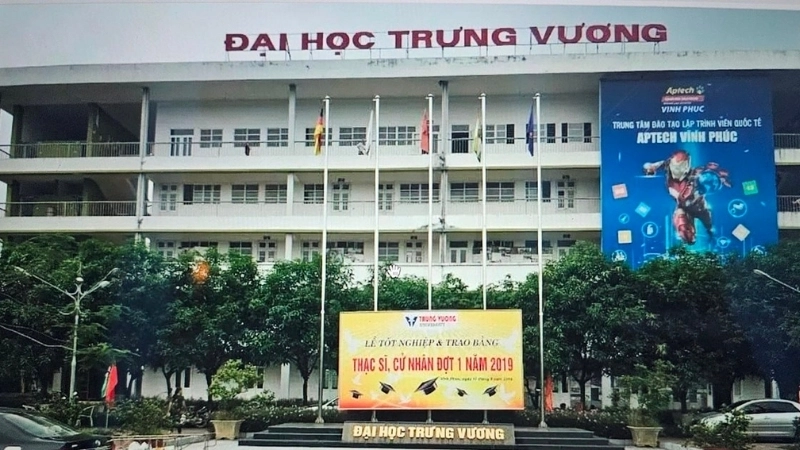 ĐẠI HỌC TRƯNG VƯƠNG
Aptech
VINH PHUC
TRUNG TÂM ĐÀO TẠO LẬP TRÌNH VIÊN QUỐC TẾ
APTECH VĨNH PHÚC
TRUNG VUONG
UNIVERSITY
LỄ TỐT NGHIỆP & TRAO BẰNG
THẠC SĨ, CỬ NHÂN ĐỢT 1 NĂM 2019
ĐẠI HỌC TRƯNG VƯƠNG